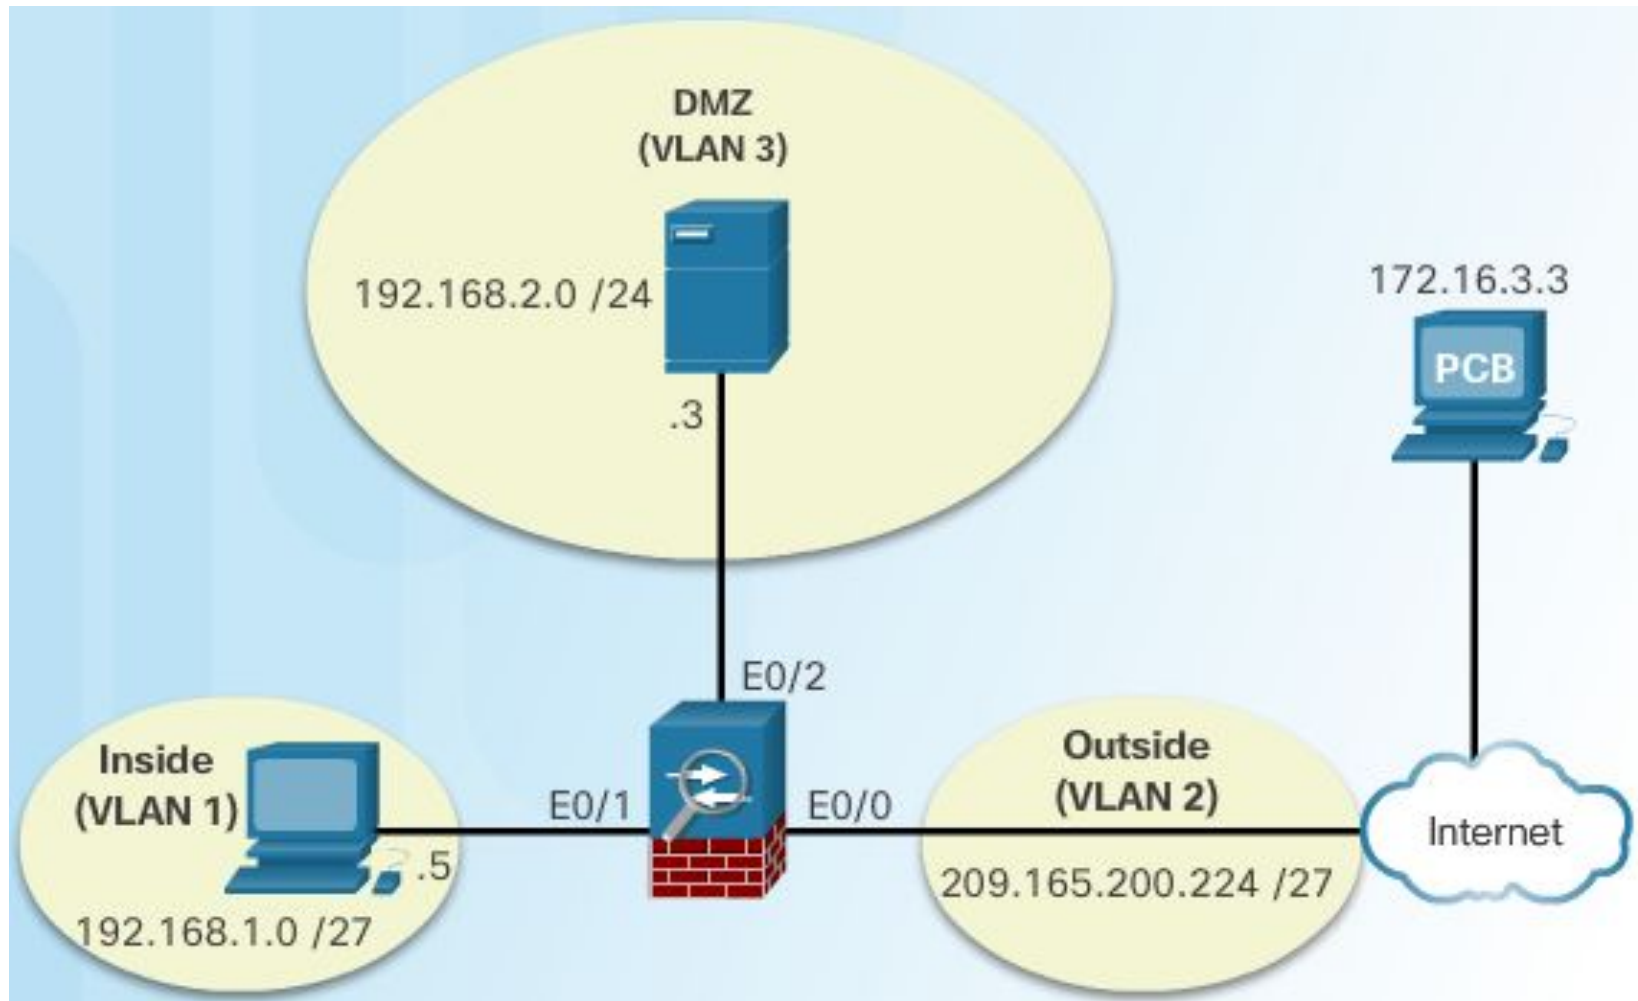 DMZ
(VLAN 3)
192.168.2.0 /24
.3
172.16.3.3
PCB
E0/2
Inside
(VLAN 1)
.5
192.168.1.0 /27
E0/1
E0/0
Outside
(VLAN 2)
209.165.200.224 /27
Internet